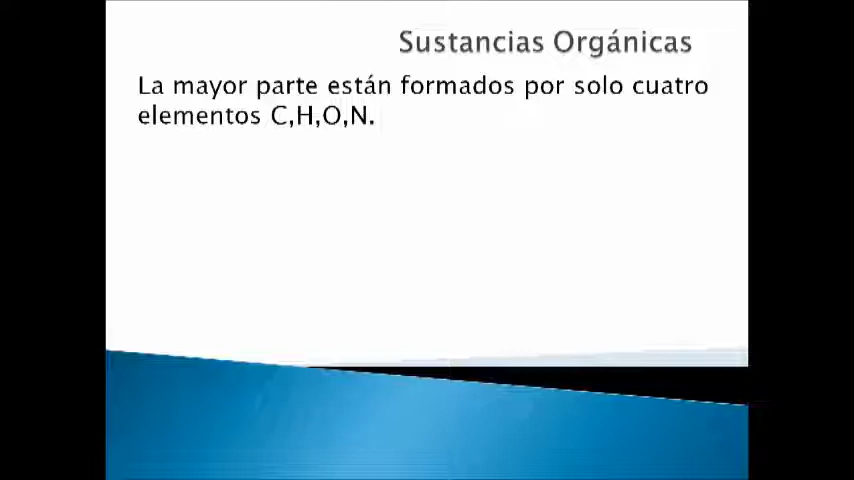 Sustancias Orgánicas
La mayor parte están formados por solo cuatro
elementos C,H,O,N.